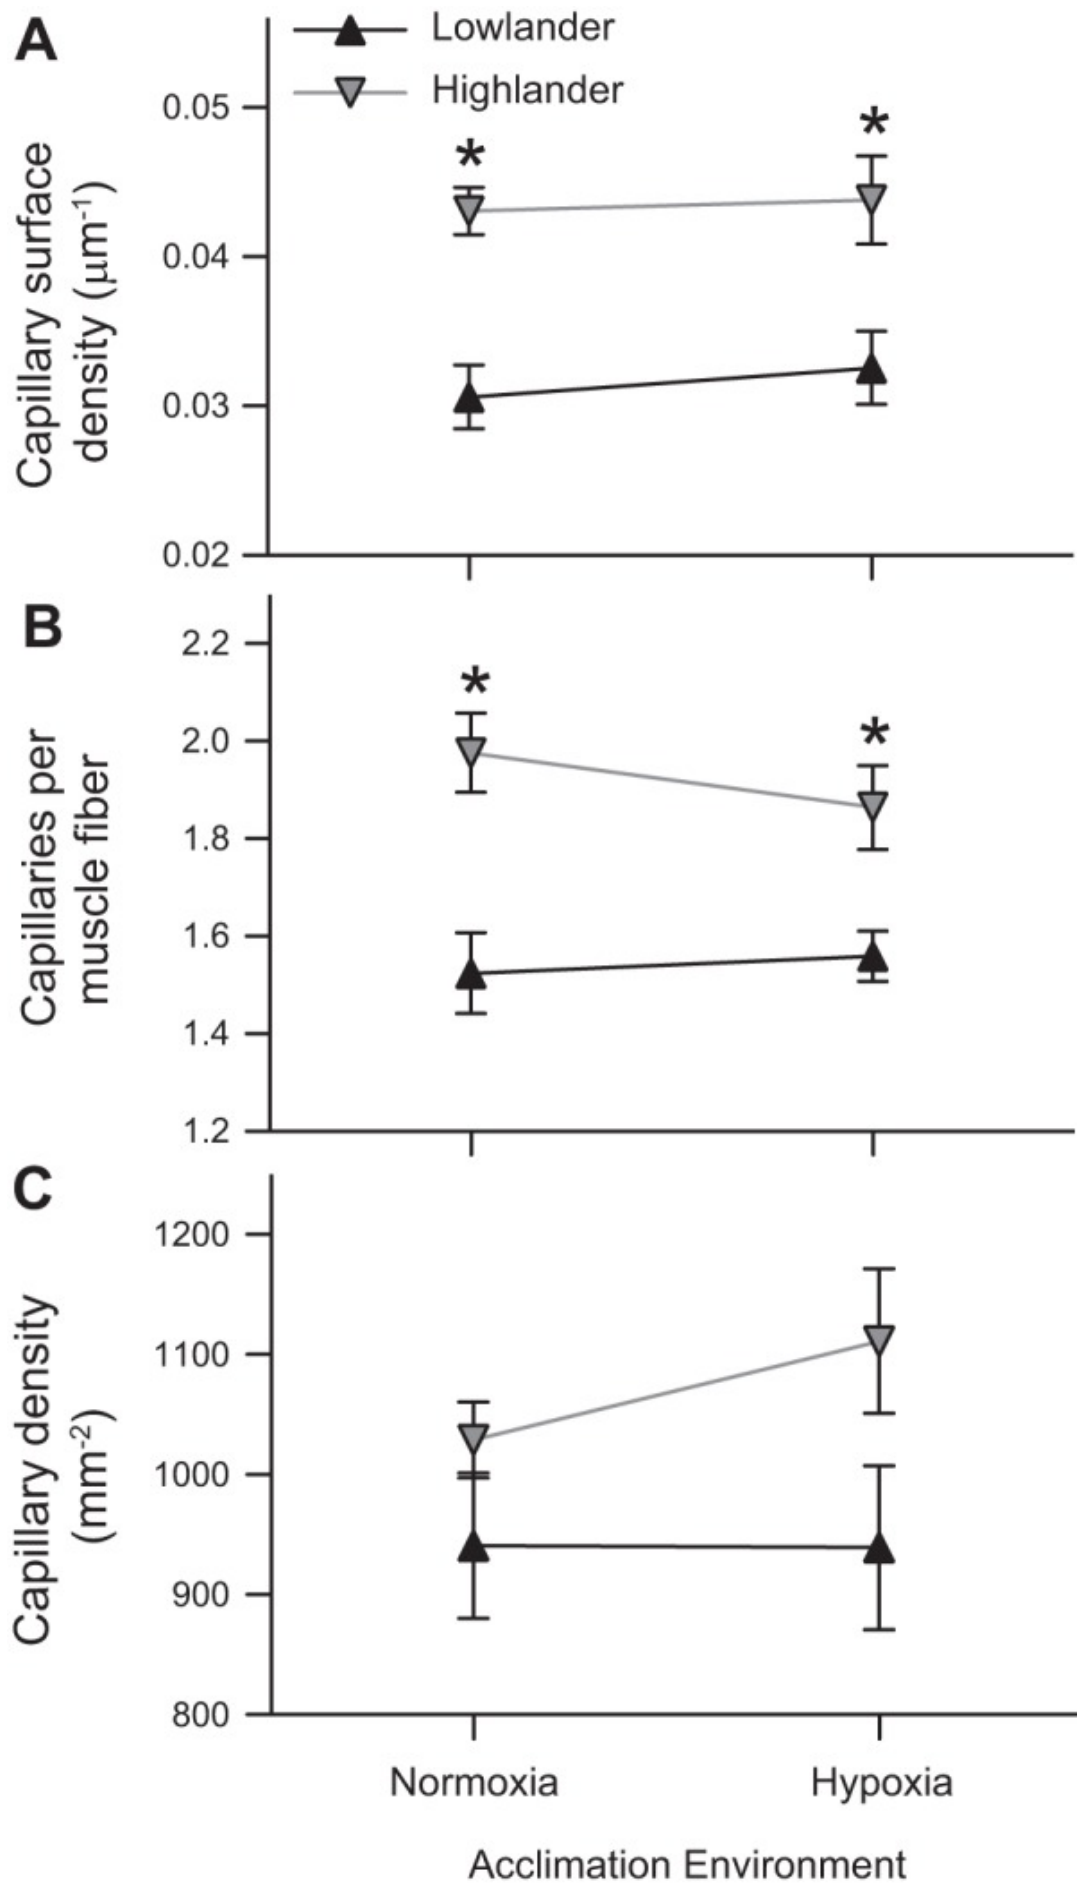 A
Lowlander
Highlander
0.05
0.04
0.03
0.02
Capillary surface
density (μm⁻¹)
*
*
B
2.2
2.0
1.8
1.6
1.4
1.2
Capillaries per
muscle fiber
*
*
C
1200
1100
1000
900
800
Capillary density
(mm⁻²)
Normoxia Hypoxia
Acclimation Environment